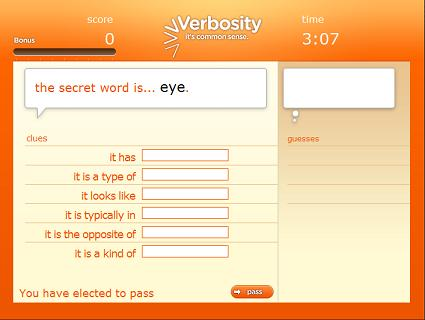 score
Bonus
0
Verbosity
it's common sense.
time
3:07
the secret word is... eye.
clues
guesses
it has
it is a type of
it looks like
it is typically in
it is the opposite of
it is a kind of
You have elected to pass
pass